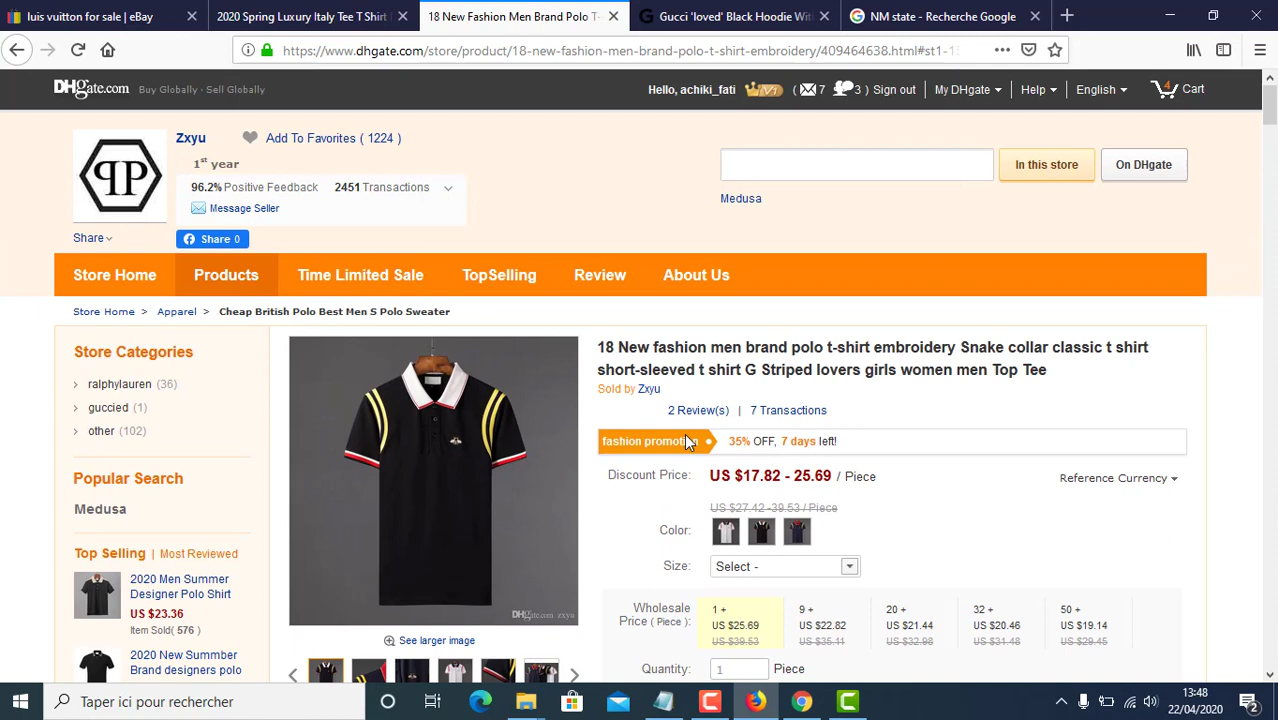 luis vuitton for sale | eBay
2020 Spring Luxury Italy Tee T Shirt
18 New Fashion Men Brand Polo T-
Gucci 'loved' Black Hoodie With
NM state - Recherche Google
https://www.dhgate.com/store/product/18-new-fashion-men-brand-polo-t-shirt-embroidery/409464638.html#st1-15
DHgate.com Buy Globally · Sell Globally
Hello, achiki_fati V1 ( 7 3 ) Sign out My DHgate Help English 4 Cart
Zxyu Add To Favorites ( 1224 )
1st year
96.2% Positive Feedback 2451 Transactions
Message Seller
In this store On DHgate
Medusa
Share
Share 0
Store Home Products Time Limited Sale TopSelling Review About Us
Store Home > Apparel > Cheap British Polo Best Men S Polo Sweater
Store Categories
ralphylauren (36)
guccied (1)
other (102)
Popular Search
Medusa
Top Selling | Most Reviewed
2020 Men Summer
Designer Polo Shirt
US $23.36
Item Sold( 576 )
2020 New Summber
Brand designers polo
DHgate.com zxyu
See larger image
18 New fashion men brand polo t-shirt embroidery Snake collar classic t shirt
short-sleeved t shirt G Striped lovers girls women men Top Tee
Sold by Zxyu
2 Review(s) | 7 Transactions
fashion promotion 35% OFF, 7 days left!
Discount Price: US $17.82 - 25.69 / Piece Reference Currency
US $27.42 -39.53 / Piece
Color:
Size: Select -
Wholesale
Price ( Piece ) :
1 + 9 + 20 + 32 + 50 +
US $25.69 US $22.82 US $21.44 US $20.46 US $19.14
US $39.53 US $35.11 US $32.98 US $31.48 US $29.45
Quantity: 1 Piece
Taper ici pour rechercher
13:48
22/04/2020
2